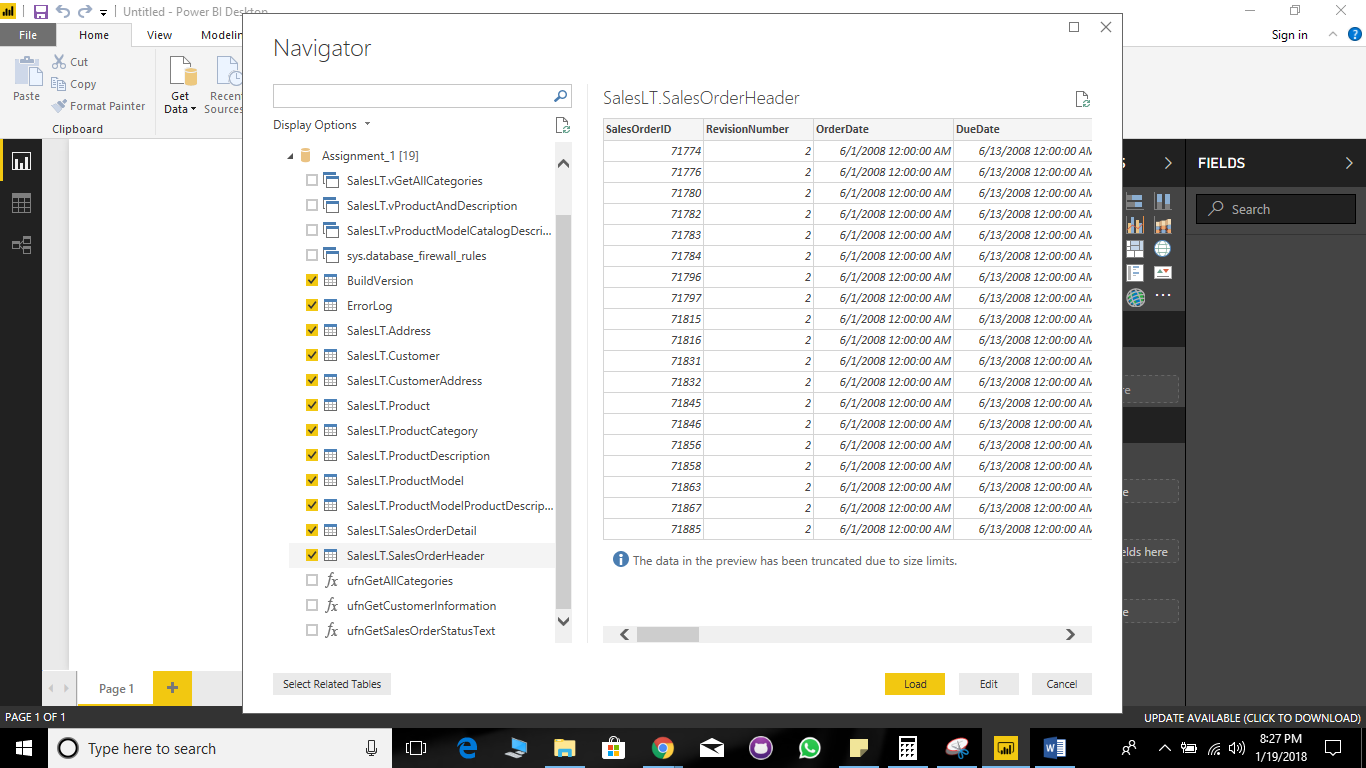 Untitled - Power BI Desktop
File Home View Modelin
Sign in
Paste
Cut
Copy
Format Painter
Clipboard
Get Data
Recen
Sources
Navigator
Display Options
Assignment_1 [19]
SalesLT.vGetAllCategories
SalesLT.vProductAndDescription
SalesLT.vProductModelCatalogDescri...
sys.database_firewall_rules
BuildVersion
ErrorLog
SalesLT.Address
SalesLT.Customer
SalesLT.CustomerAddress
SalesLT.Product
SalesLT.ProductCategory
SalesLT.ProductDescription
SalesLT.ProductModel
SalesLT.ProductModelProductDescrip...
SalesLT.SalesOrderDetail
SalesLT.SalesOrderHeader
fx ufnGetAllCategories
fx ufnGetCustomerInformation
fx ufnGetSalesOrderStatusText
SalesLT.SalesOrderHeader
SalesOrderID RevisionNumber OrderDate DueDate
71774 2 6/1/2008 12:00:00 AM 6/13/2008 12:00:00 AM
71776 2 6/1/2008 12:00:00 AM 6/13/2008 12:00:00 AM
71780 2 6/1/2008 12:00:00 AM 6/13/2008 12:00:00 AM
71782 2 6/1/2008 12:00:00 AM 6/13/2008 12:00:00 AM
71783 2 6/1/2008 12:00:00 AM 6/13/2008 12:00:00 AM
71784 2 6/1/2008 12:00:00 AM 6/13/2008 12:00:00 AM
71796 2 6/1/2008 12:00:00 AM 6/13/2008 12:00:00 AM
71797 2 6/1/2008 12:00:00 AM 6/13/2008 12:00:00 AM
71815 2 6/1/2008 12:00:00 AM 6/13/2008 12:00:00 AM
71816 2 6/1/2008 12:00:00 AM 6/13/2008 12:00:00 AM
71831 2 6/1/2008 12:00:00 AM 6/13/2008 12:00:00 AM
71832 2 6/1/2008 12:00:00 AM 6/13/2008 12:00:00 AM
71845 2 6/1/2008 12:00:00 AM 6/13/2008 12:00:00 AM
71846 2 6/1/2008 12:00:00 AM 6/13/2008 12:00:00 AM
71856 2 6/1/2008 12:00:00 AM 6/13/2008 12:00:00 AM
71858 2 6/1/2008 12:00:00 AM 6/13/2008 12:00:00 AM
71863 2 6/1/2008 12:00:00 AM 6/13/2008 12:00:00 AM
71867 2 6/1/2008 12:00:00 AM 6/13/2008 12:00:00 AM
71885 2 6/1/2008 12:00:00 AM 6/13/2008 12:00:00 AM
The data in the preview has been truncated due to size limits.
Select Related Tables
Load Edit Cancel
S
FIELDS
Search
re
e
elds here
e
Page 1
PAGE 1 OF 1
UPDATE AVAILABLE (CLICK TO DOWNLOAD)
Type here to search
8:27 PM
1/19/2018